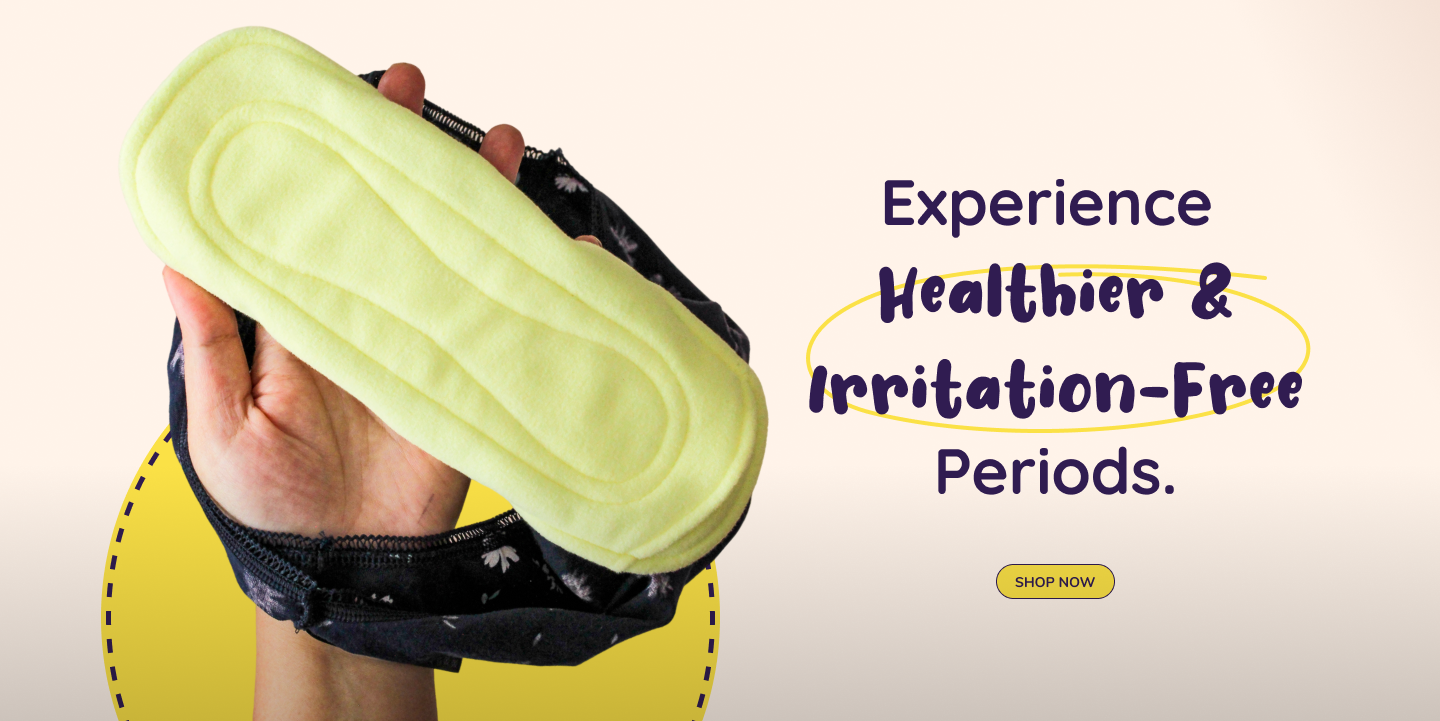 Experience
Healthier &
Irritation-Free
Periods.
SHOP NOW